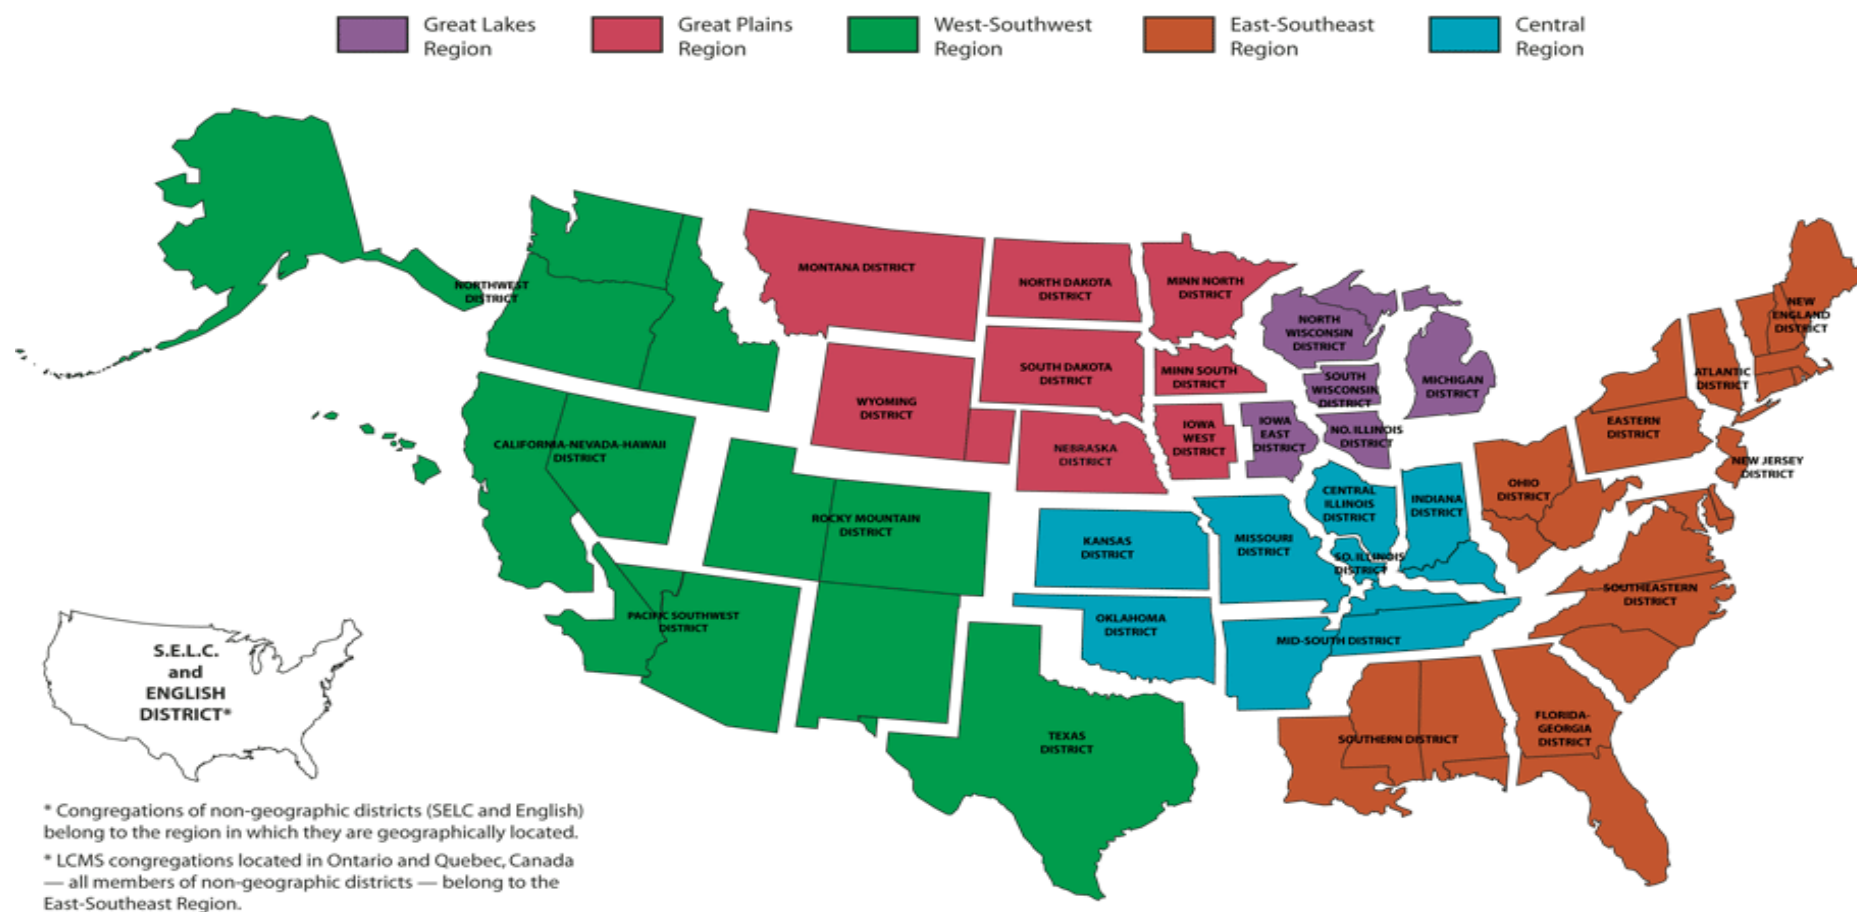 Great Lakes
Region
Great Plains
Region
West-Southwest
Region
East-Southeast
Region
Central
Region
NORTHWEST
DISTRICT
MONTANA DISTRICT
NORTH DAKOTA
DISTRICT
MINN NORTH
DISTRICT
NORTH
WISCONSIN
DISTRICT
NEW
ENGLAND
DISTRICT
SOUTH DAKOTA
DISTRICT
MINN SOUTH
DISTRICT
SOUTH
WISCONSIN
DISTRICT
MICHIGAN
DISTRICT
ATLANTIC
DISTRICT
WYOMING
DISTRICT
IOWA
WEST
DISTRICT
IOWA
EAST
DISTRICT
NO. ILLINOIS
DISTRICT
EASTERN
DISTRICT
CALIFORNIA-NEVADA-HAWAII
DISTRICT
NEBRASKA
DISTRICT
NEW JERSEY
DISTRICT
OHIO
DISTRICT
CENTRAL
ILLINOIS
DISTRICT
INDIANA
DISTRICT
ROCKY MOUNTAIN
DISTRICT
KANSAS
DISTRICT
MISSOURI
DISTRICT
SO. ILLINOIS
DISTRICT
SOUTHEASTERN
DISTRICT
PACIFIC SOUTHWEST
DISTRICT
OKLAHOMA
DISTRICT
MID-SOUTH DISTRICT
S.E.L.C.
and
ENGLISH
DISTRICT*
TEXAS
DISTRICT
SOUTHERN DISTRICT
FLORIDA-
GEORGIA
DISTRICT
* Congregations of non-geographic districts (SELC and English)
belong to the region in which they are geographically located.
* LCMS congregations located in Ontario and Quebec, Canada
— all members of non-geographic districts — belong to the
East-Southeast Region.